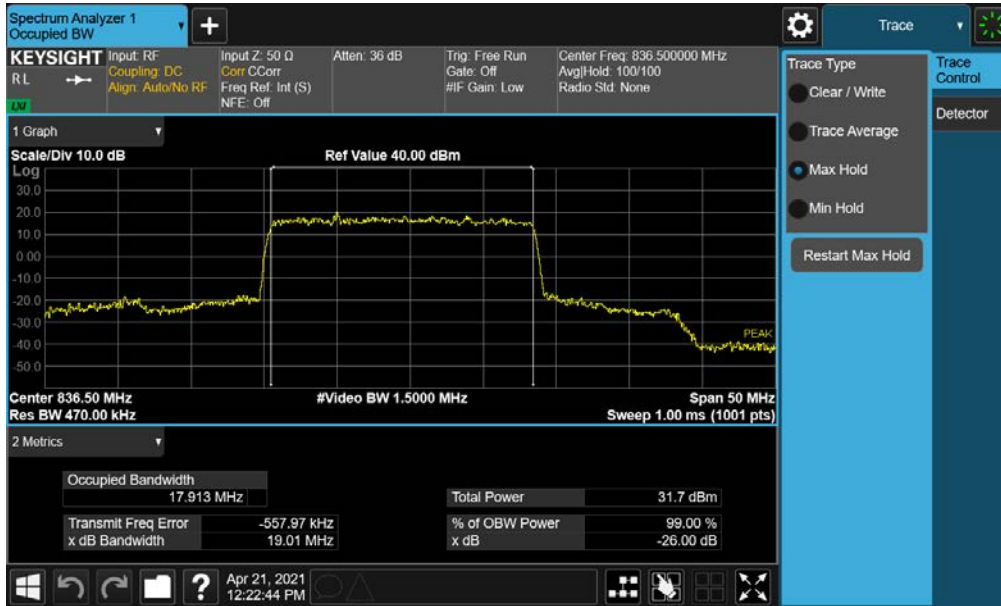 Spectrum Analyzer 1
Occupied BW
+
Trace
KEYSIGHT
R L
LXI
Input: RF
Coupling: DC
Align: Auto/No RF
Input Z: 50 Ω
Corr CCorr
Freq Ref: Int (S)
NFE: Off
Atten: 36 dB
Trig: Free Run
Gate: Off
#IF Gain: Low
Center Freq: 836.500000 MHz
Avg|Hold: 100/100
Radio Std: None
Trace Type
Clear / Write
Trace Average
Max Hold
Min Hold
Restart Max Hold
Trace
Control
Detector
1 Graph
Scale/Div 10.0 dB
Ref Value 40.00 dBm
Log
30.0
20.0
10.0
0.00
-10.0
-20.0
-30.0
-40.0
-50.0
PEAK
Center 836.50 MHz
#Video BW 1.5000 MHz
Span 50 MHz
Res BW 470.00 kHz
Sweep 1.00 ms (1001 pts)
2 Metrics
Occupied Bandwidth
17.913 MHz
Total Power 31.7 dBm
Transmit Freq Error -557.97 kHz
% of OBW Power 99.00 %
x dB Bandwidth 19.01 MHz
x dB -26.00 dB
?
Apr 21, 2021
12:22:44 PM